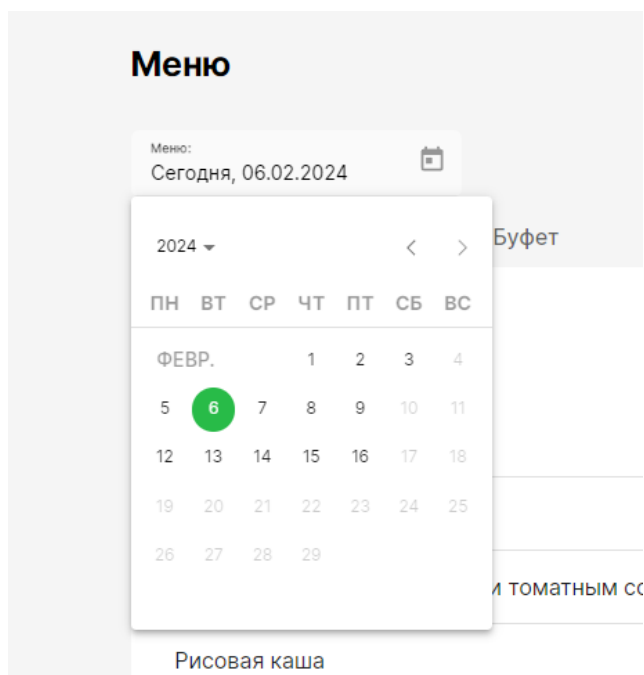 Меню
Меню:
Сегодня, 06.02.2024
2024
Буфет
ПН ВТ СР ЧТ ПТ СБ ВС
ФЕВР. 1 2 3 4
5 6 7 8 9 10 11
12 13 14 15 16 17 18
19 20 21 22 23 24 25
26 27 28 29
и томатным со
Рисовая каша